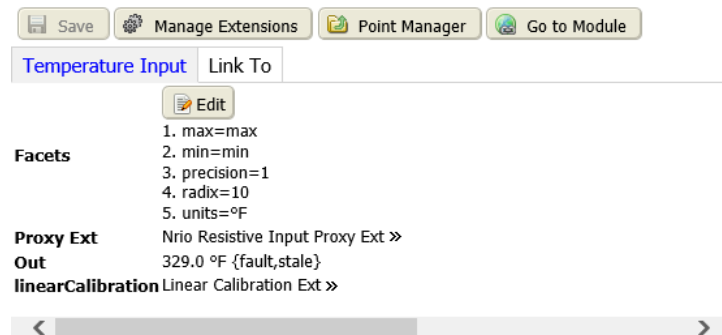 Save Manage Extensions Point Manager Go to Module
Temperature Input Link To
Edit
1. max=max
Facets 2. min=min
3. precision=1
4. radix=10
5. units=°F
Proxy Ext Nrio Resistive Input Proxy Ext »
Out 329.0 °F {fault,stale}
linearCalibration Linear Calibration Ext »